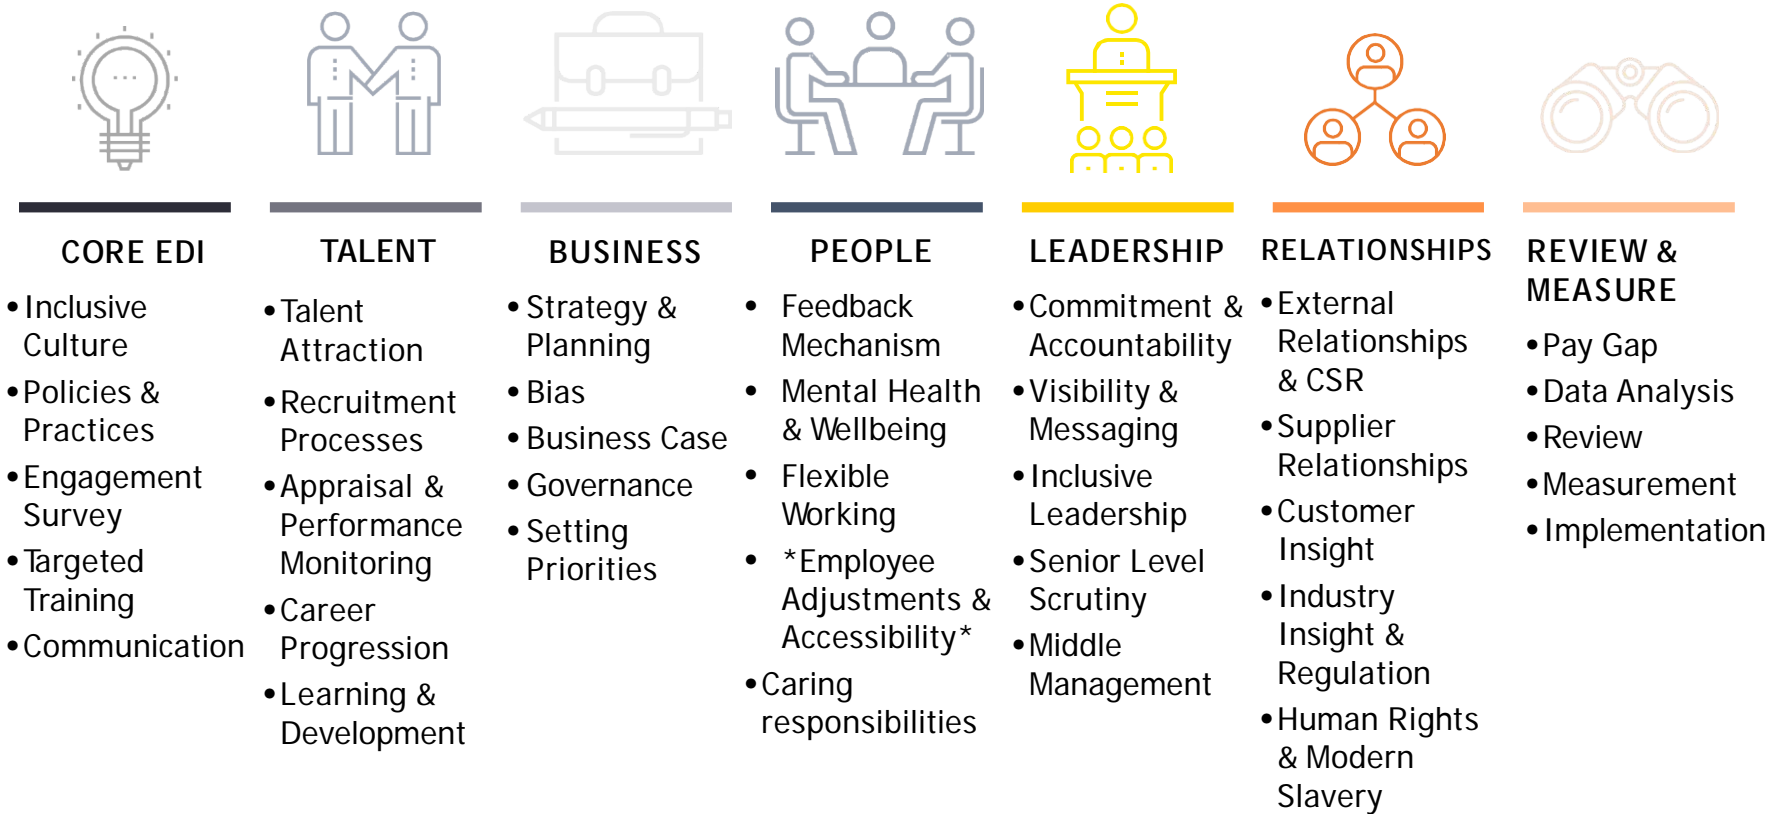 CORE EDI
•Inclusive
Culture
•Policies &
Practices
•Engagement
Survey
•Targeted
Training
•Communication
TALENT
•Talent
Attraction
•Recruitment
Processes
•Appraisal &
Performance
Monitoring
•Career
Progression
•Learning &
Development
BUSINESS
•Strategy &
Planning
•Bias
•Business Case
•Governance
•Setting
Priorities
PEOPLE
• Feedback
Mechanism
• Mental Health
& Wellbeing
• Flexible
Working
• *Employee
Adjustments &
Accessibility*
•Caring
responsibilities
LEADERSHIP
•Commitment &
Accountability
•Visibility &
Messaging
•Inclusive
Leadership
•Senior Level
Scrutiny
•Middle
Management
RELATIONSHIPS
•External
Relationships
& CSR
•Supplier
Relationships
•Customer
Insight
•Industry
Insight &
Regulation
•Human Rights
& Modern
Slavery
REVIEW &
MEASURE
•Pay Gap
•Data Analysis
•Review
•Measurement
•Implementation